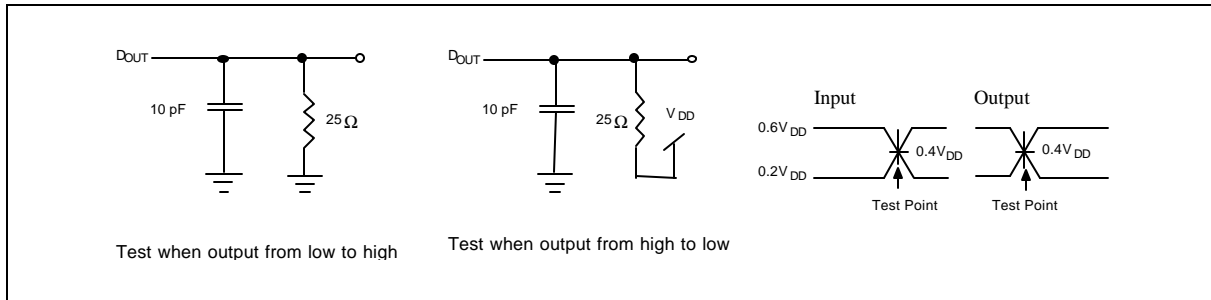 DOUT
10 pF
25Ω
Test when output from low to high
DOUT
10 pF
25Ω
VDD
Test when output from high to low
Input
Output
0.6VDD
0.4VDD
0.4VDD
0.2VDD
Test Point
Test Point